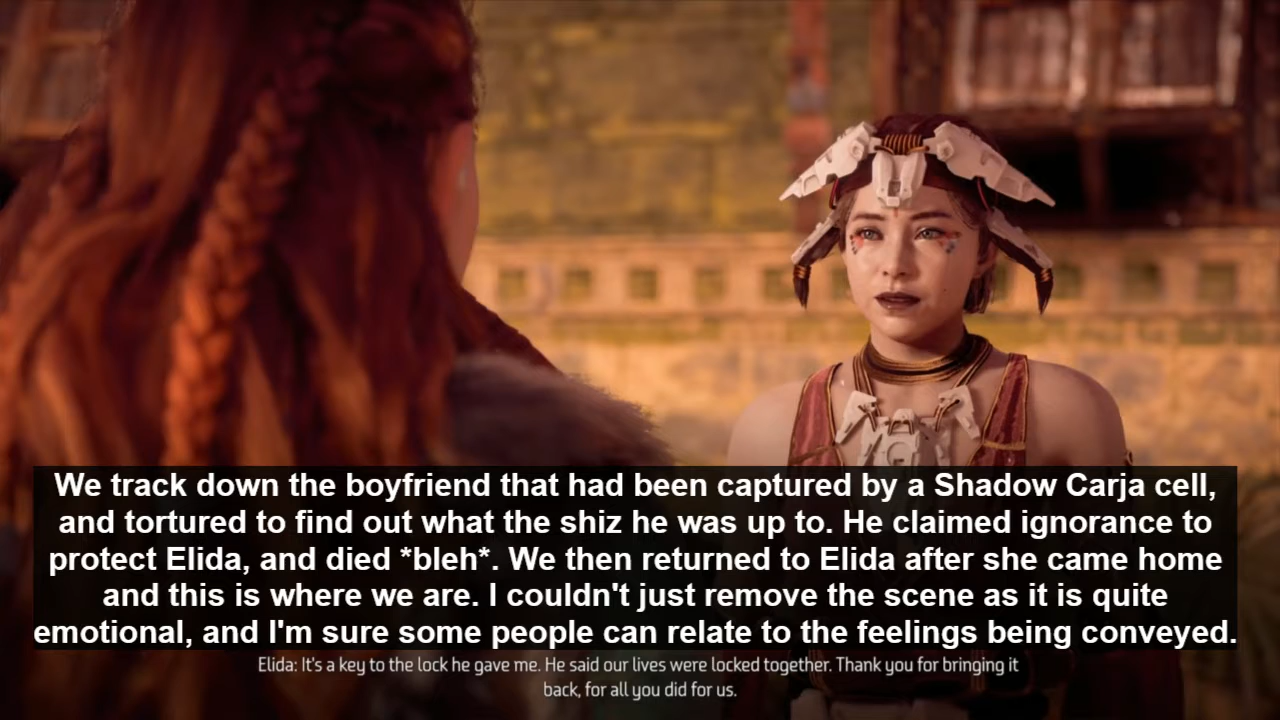 We track down the boyfriend that had been captured by a Shadow Carja cell,
and tortured to find out what the shiz he was up to. He claimed ignorance to
protect Elida, and died *bleh*. We then returned to Elida after she came home
and this is where we are. I couldn't just remove the scene as it is quite
emotional, and I'm sure some people can relate to the feelings being conveyed.
Elida: It's a key to the lock he gave me. He said our lives were locked together. Thank you for bringing it
back, for all you did for us.